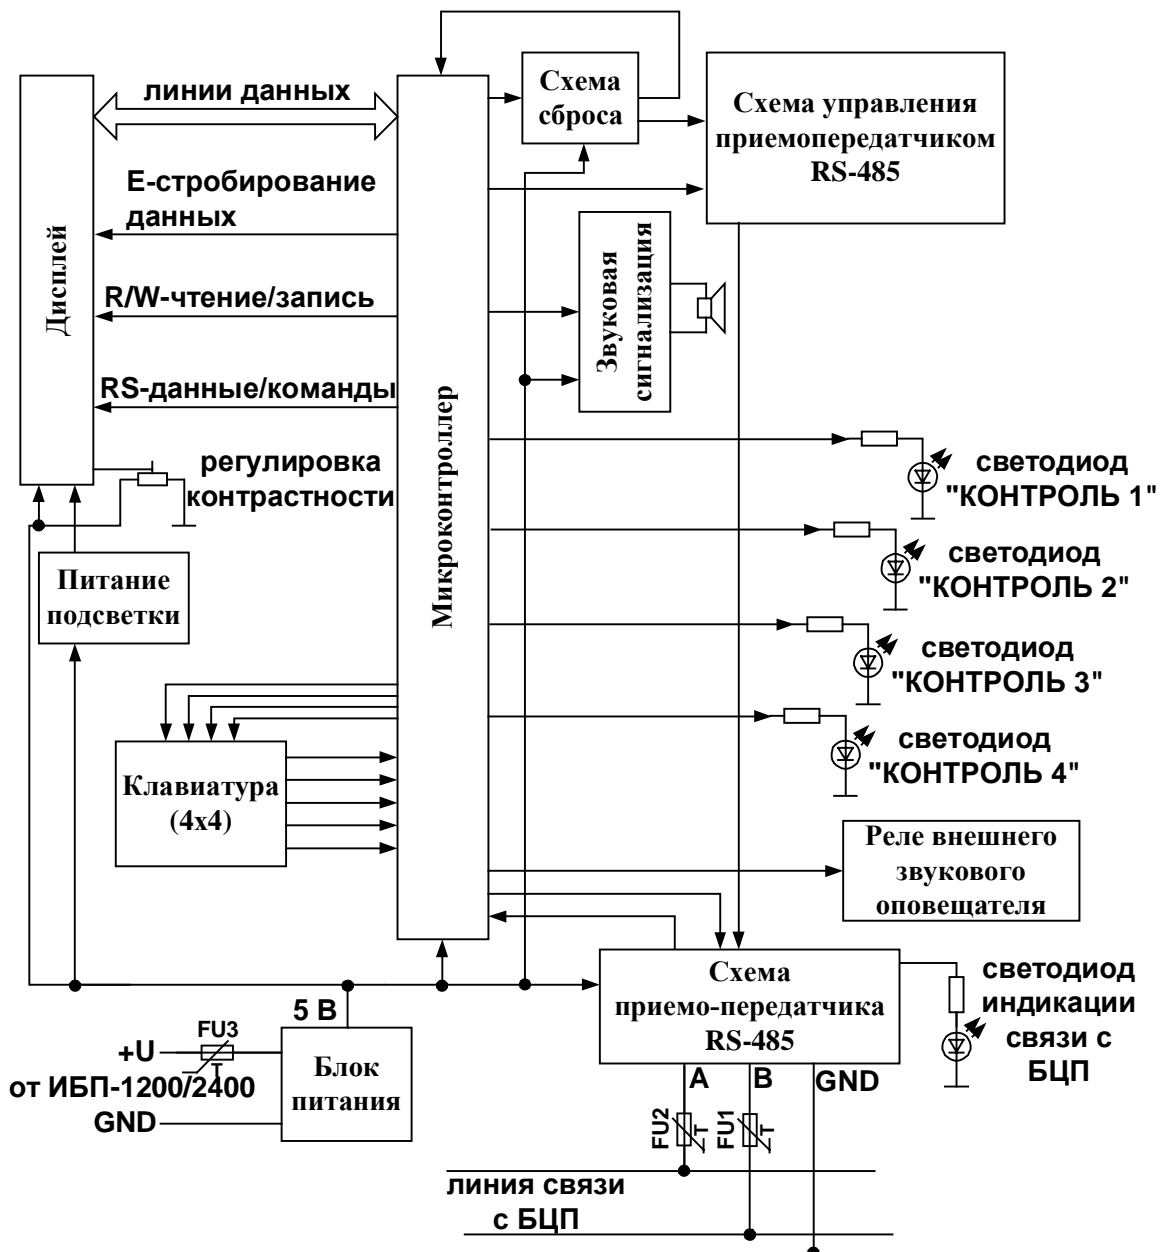 линии данных
Схема
сброса
Схема управления
приемопередатчиком
RS-485
E-стробирование
данных
Дисплей
R/W-чтение/запись
Звуковая
сигнализация
RS-данные/команды
Микроконтроллер
регулировка
контрастности
светодиод
"КОНТРОЛЬ 1"
светодиод
"КОНТРОЛЬ 2"
Питание
подсветки
светодиод
"КОНТРОЛЬ 3"
светодиод
"КОНТРОЛЬ 4"
Клавиатура
(4х4)
Реле внешнего
звукового
оповещателя
Схема
приемо-передатчика
RS-485
светодиод
индикации
связи с
БЦП
5 В
FU3
T
+U
от ИБП-1200/2400
GND
Блок
питания
A
B
GND
FU2
T
FU1
T
линия связи
с БЦП